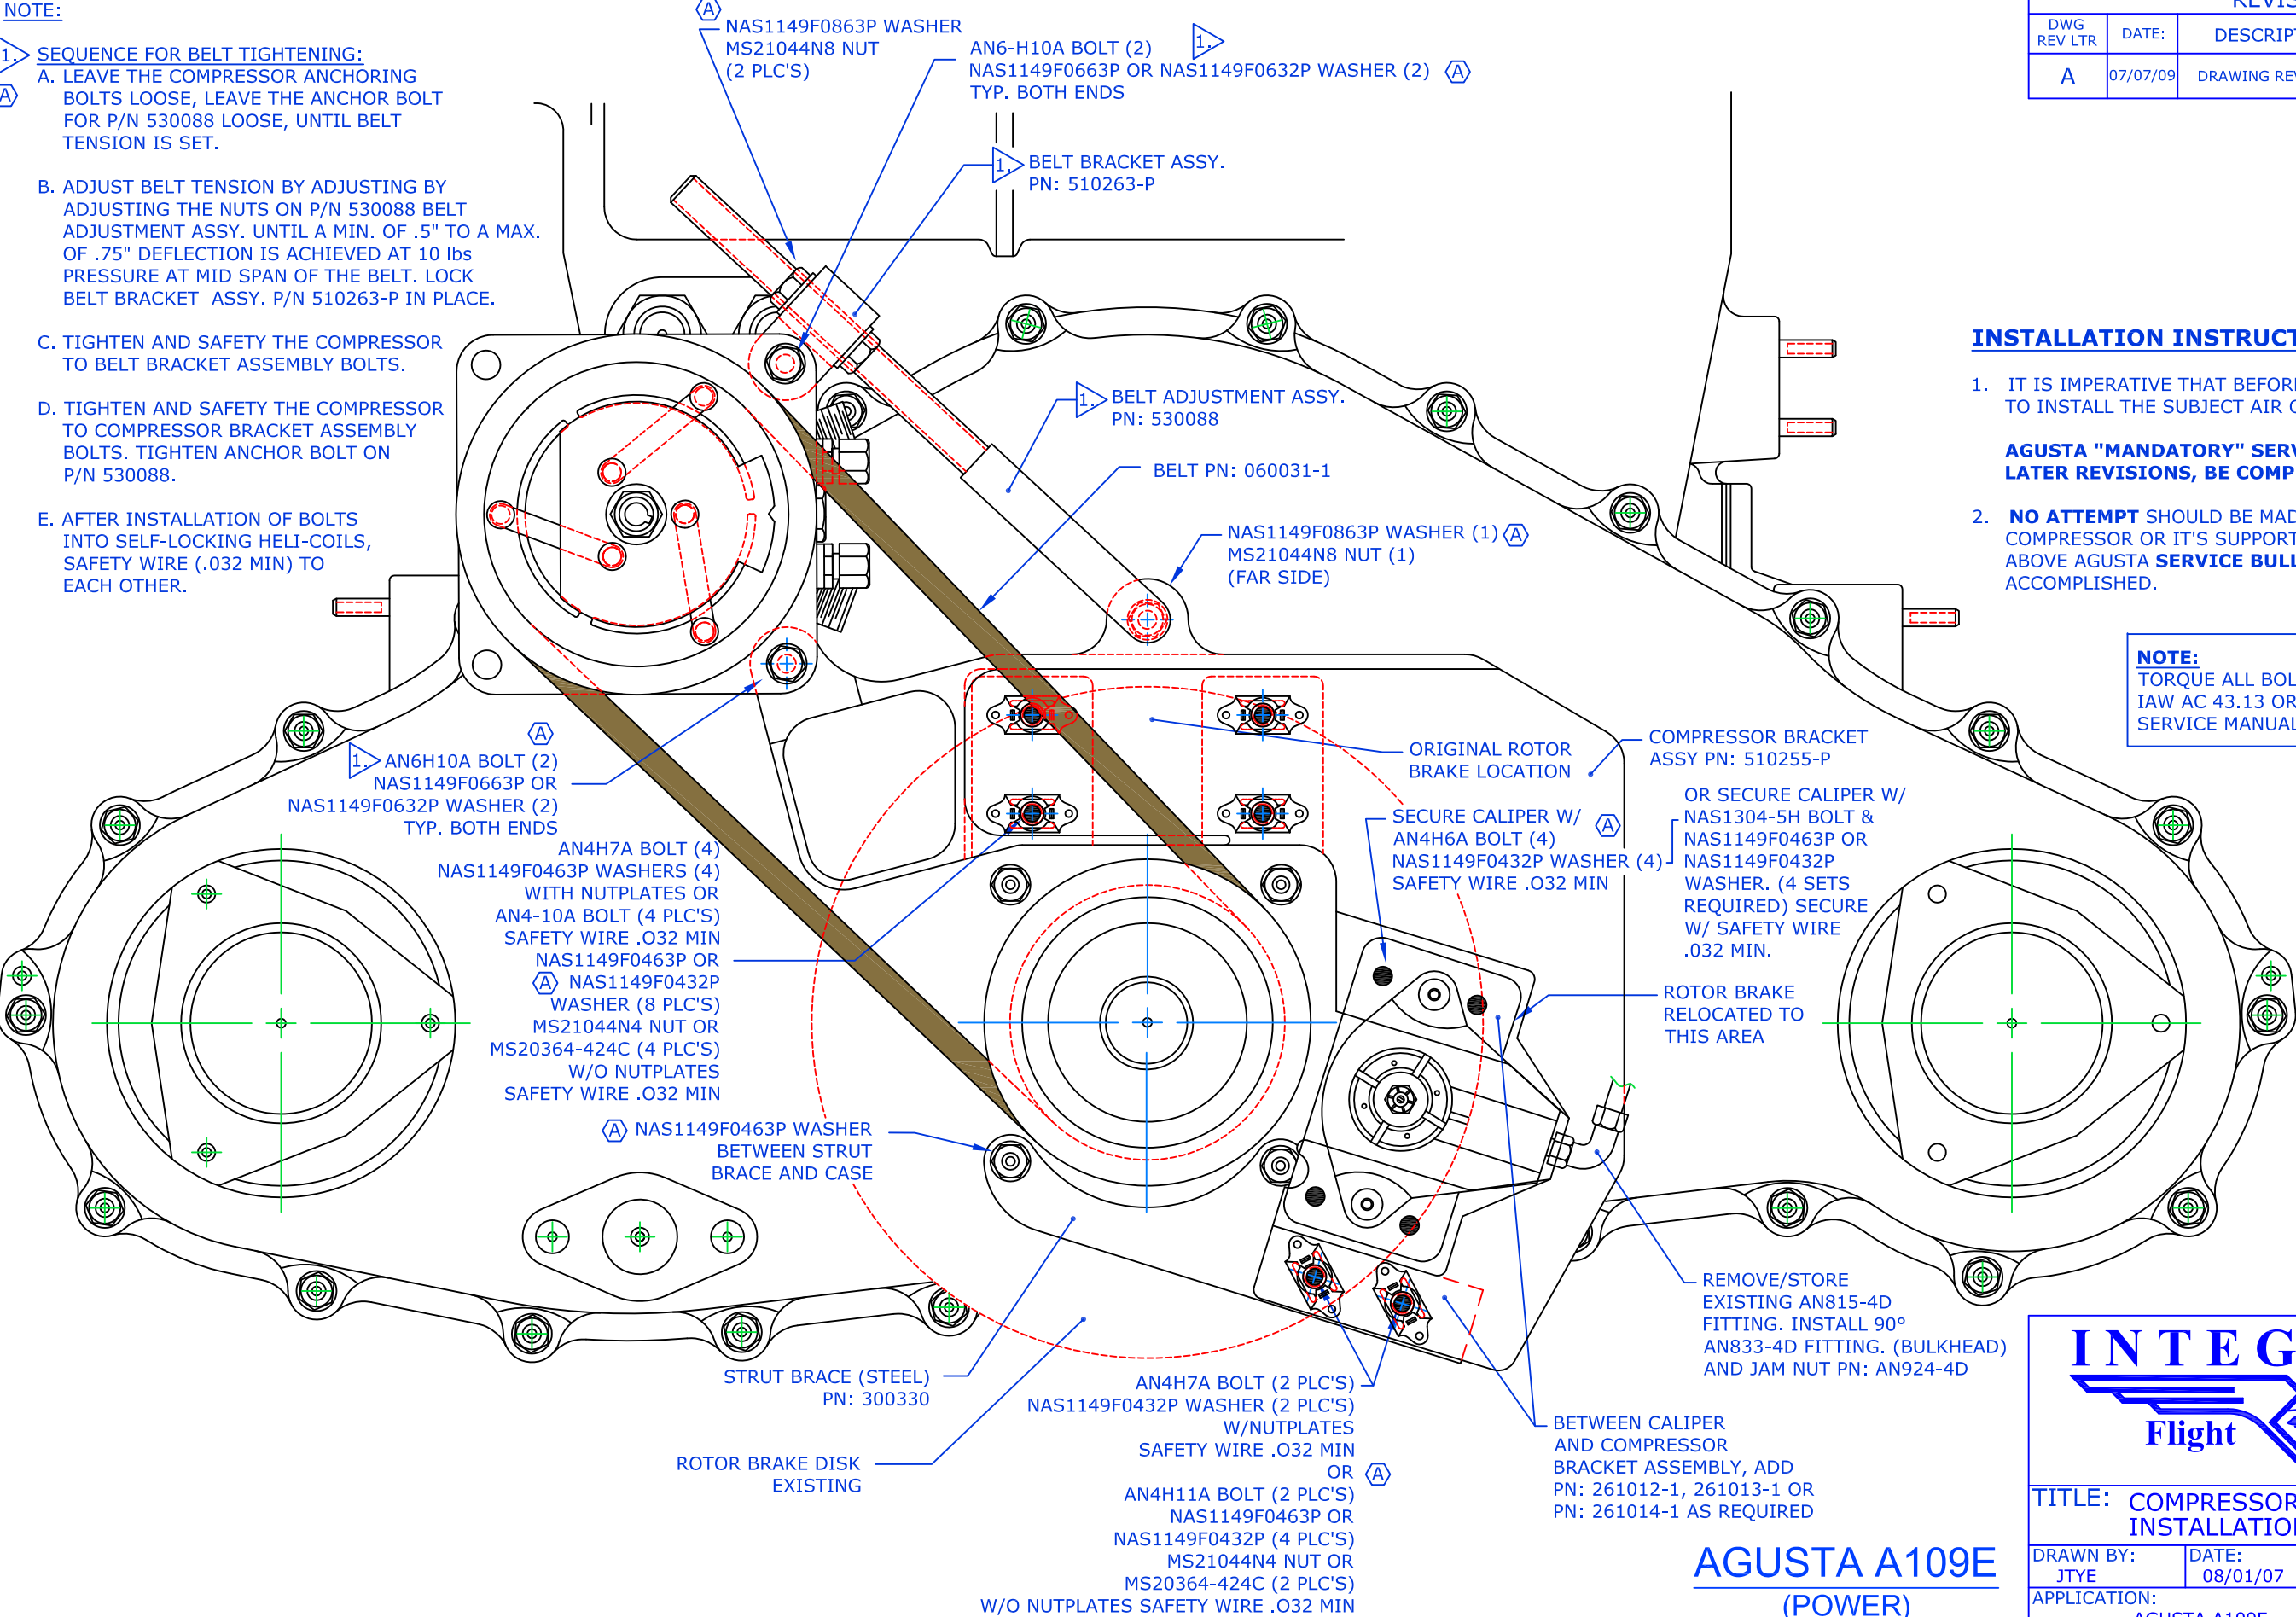 NOTE:
1. SEQUENCE FOR BELT TIGHTENING:
A
A. LEAVE THE COMPRESSOR ANCHORING
BOLTS LOOSE, LEAVE THE ANCHOR BOLT
FOR P/N 530088 LOOSE, UNTIL BELT
TENSION IS SET.
B. ADJUST BELT TENSION BY ADJUSTING BY
ADJUSTING THE NUTS ON P/N 530088 BELT
ADJUSTMENT ASSY. UNTIL A MIN. OF .5" TO A MAX.
OF .75" DEFLECTION IS ACHIEVED AT 10 lbs
PRESSURE AT MID SPAN OF THE BELT. LOCK
BELT BRACKET ASSY. P/N 510263-P IN PLACE.
C. TIGHTEN AND SAFETY THE COMPRESSOR
TO BELT BRACKET ASSEMBLY BOLTS.
D. TIGHTEN AND SAFETY THE COMPRESSOR
TO COMPRESSOR BRACKET ASSEMBLY
BOLTS. TIGHTEN ANCHOR BOLT ON
P/N 530088.
E. AFTER INSTALLATION OF BOLTS
INTO SELF-LOCKING HELI-COILS,
SAFETY WIRE (.032 MIN) TO
EACH OTHER.
A
NAS1149F0863P WASHER
MS21044N8 NUT
(2 PLC'S)
AN6-H10A BOLT (2) 1.
NAS1149F0663P OR NAS1149F0632P WASHER (2) A
TYP. BOTH ENDS
1. BELT BRACKET ASSY.
PN: 510263-P
1. BELT ADJUSTMENT ASSY.
PN: 530088
BELT PN: 060031-1
NAS1149F0863P WASHER (1) A
MS21044N8 NUT (1)
(FAR SIDE)
DWG
REV LTR
DATE:
A
07/07/09
DRAWING
1. IT IS IMPERATIVE THAT
TO INSTALL THE SUBJECT AIR
AGUSTA "MANDATORY"
LATER REVISIONS, BE
2. NO ATTEMPT SHOULD BE
COMPRESSOR OR IT'S
ABOVE AGUSTA SERVICE
ACCOMPLISHED.
INSTALLATION
NOTE:
TORQUE ALL
IAW AC 43.13 OR
SERVICE MANUAL
A
1. AN6H10A BOLT (2)
NAS1149F0663P OR
NAS1149F0632P WASHER (2)
TYP. BOTH ENDS
AN4H7A BOLT (4)
NAS1149F0463P WASHERS (4)
WITH NUTPLATES OR
AN4-10A BOLT (4 PLC'S)
SAFETY WIRE .O32 MIN
NAS1149F0463P OR
A NAS1149F0432P
WASHER (8 PLC'S)
MS21044N4 NUT OR
MS20364-424C (4 PLC'S)
W/O NUTPLATES
SAFETY WIRE .O32 MIN
A NAS1149F0463P WASHER
BETWEEN STRUT
BRACE AND CASE
ORIGINAL ROTOR
BRAKE LOCATION
COMPRESSOR BRACKET
ASSY PN: 510255-P
SECURE CALIPER W/ A
AN4H6A BOLT (4)
NAS1149F0432P WASHER (4)
SAFETY WIRE .O32 MIN
OR SECURE CALIPER W/
NAS1304-5H BOLT &
NAS1149F0463P OR
NAS1149F0432P
WASHER. (4 SETS
REQUIRED) SECURE
W/ SAFETY WIRE
.032 MIN.
ROTOR BRAKE
RELOCATED TO
THIS AREA
REMOVE/STORE
EXISTING AN815-4D
FITTING. INSTALL 90°
AN833-4D FITTING. (BULKHEAD)
AND JAM NUT PN: AN924-4D
STRUT BRACE (STEEL)
PN: 300330
ROTOR BRAKE DISK
EXISTING
AN4H7A BOLT (2 PLC'S)
NAS1149F0432P WASHER (2 PLC'S)
W/NUTPLATES
SAFETY WIRE .O32 MIN
OR A
AN4H11A BOLT (2 PLC'S)
NAS1149F0463P OR
NAS1149F0432P (4 PLC'S)
MS21044N4 NUT OR
MS20364-424C (2 PLC'S)
W/O NUTPLATES SAFETY WIRE .O32 MIN
BETWEEN CALIPER
AND COMPRESSOR
BRACKET ASSEMBLY, ADD
PN: 261012-1, 261013-1 OR
PN: 261014-1 AS REQUIRED
AGUSTA A109E
(POWER)
Flight
TITLE: COMPRESSOR
INSTALLATION
DRAWN BY:
JTYE
DATE:
08/01/07
APPLICATION:
AGUSTA A109E